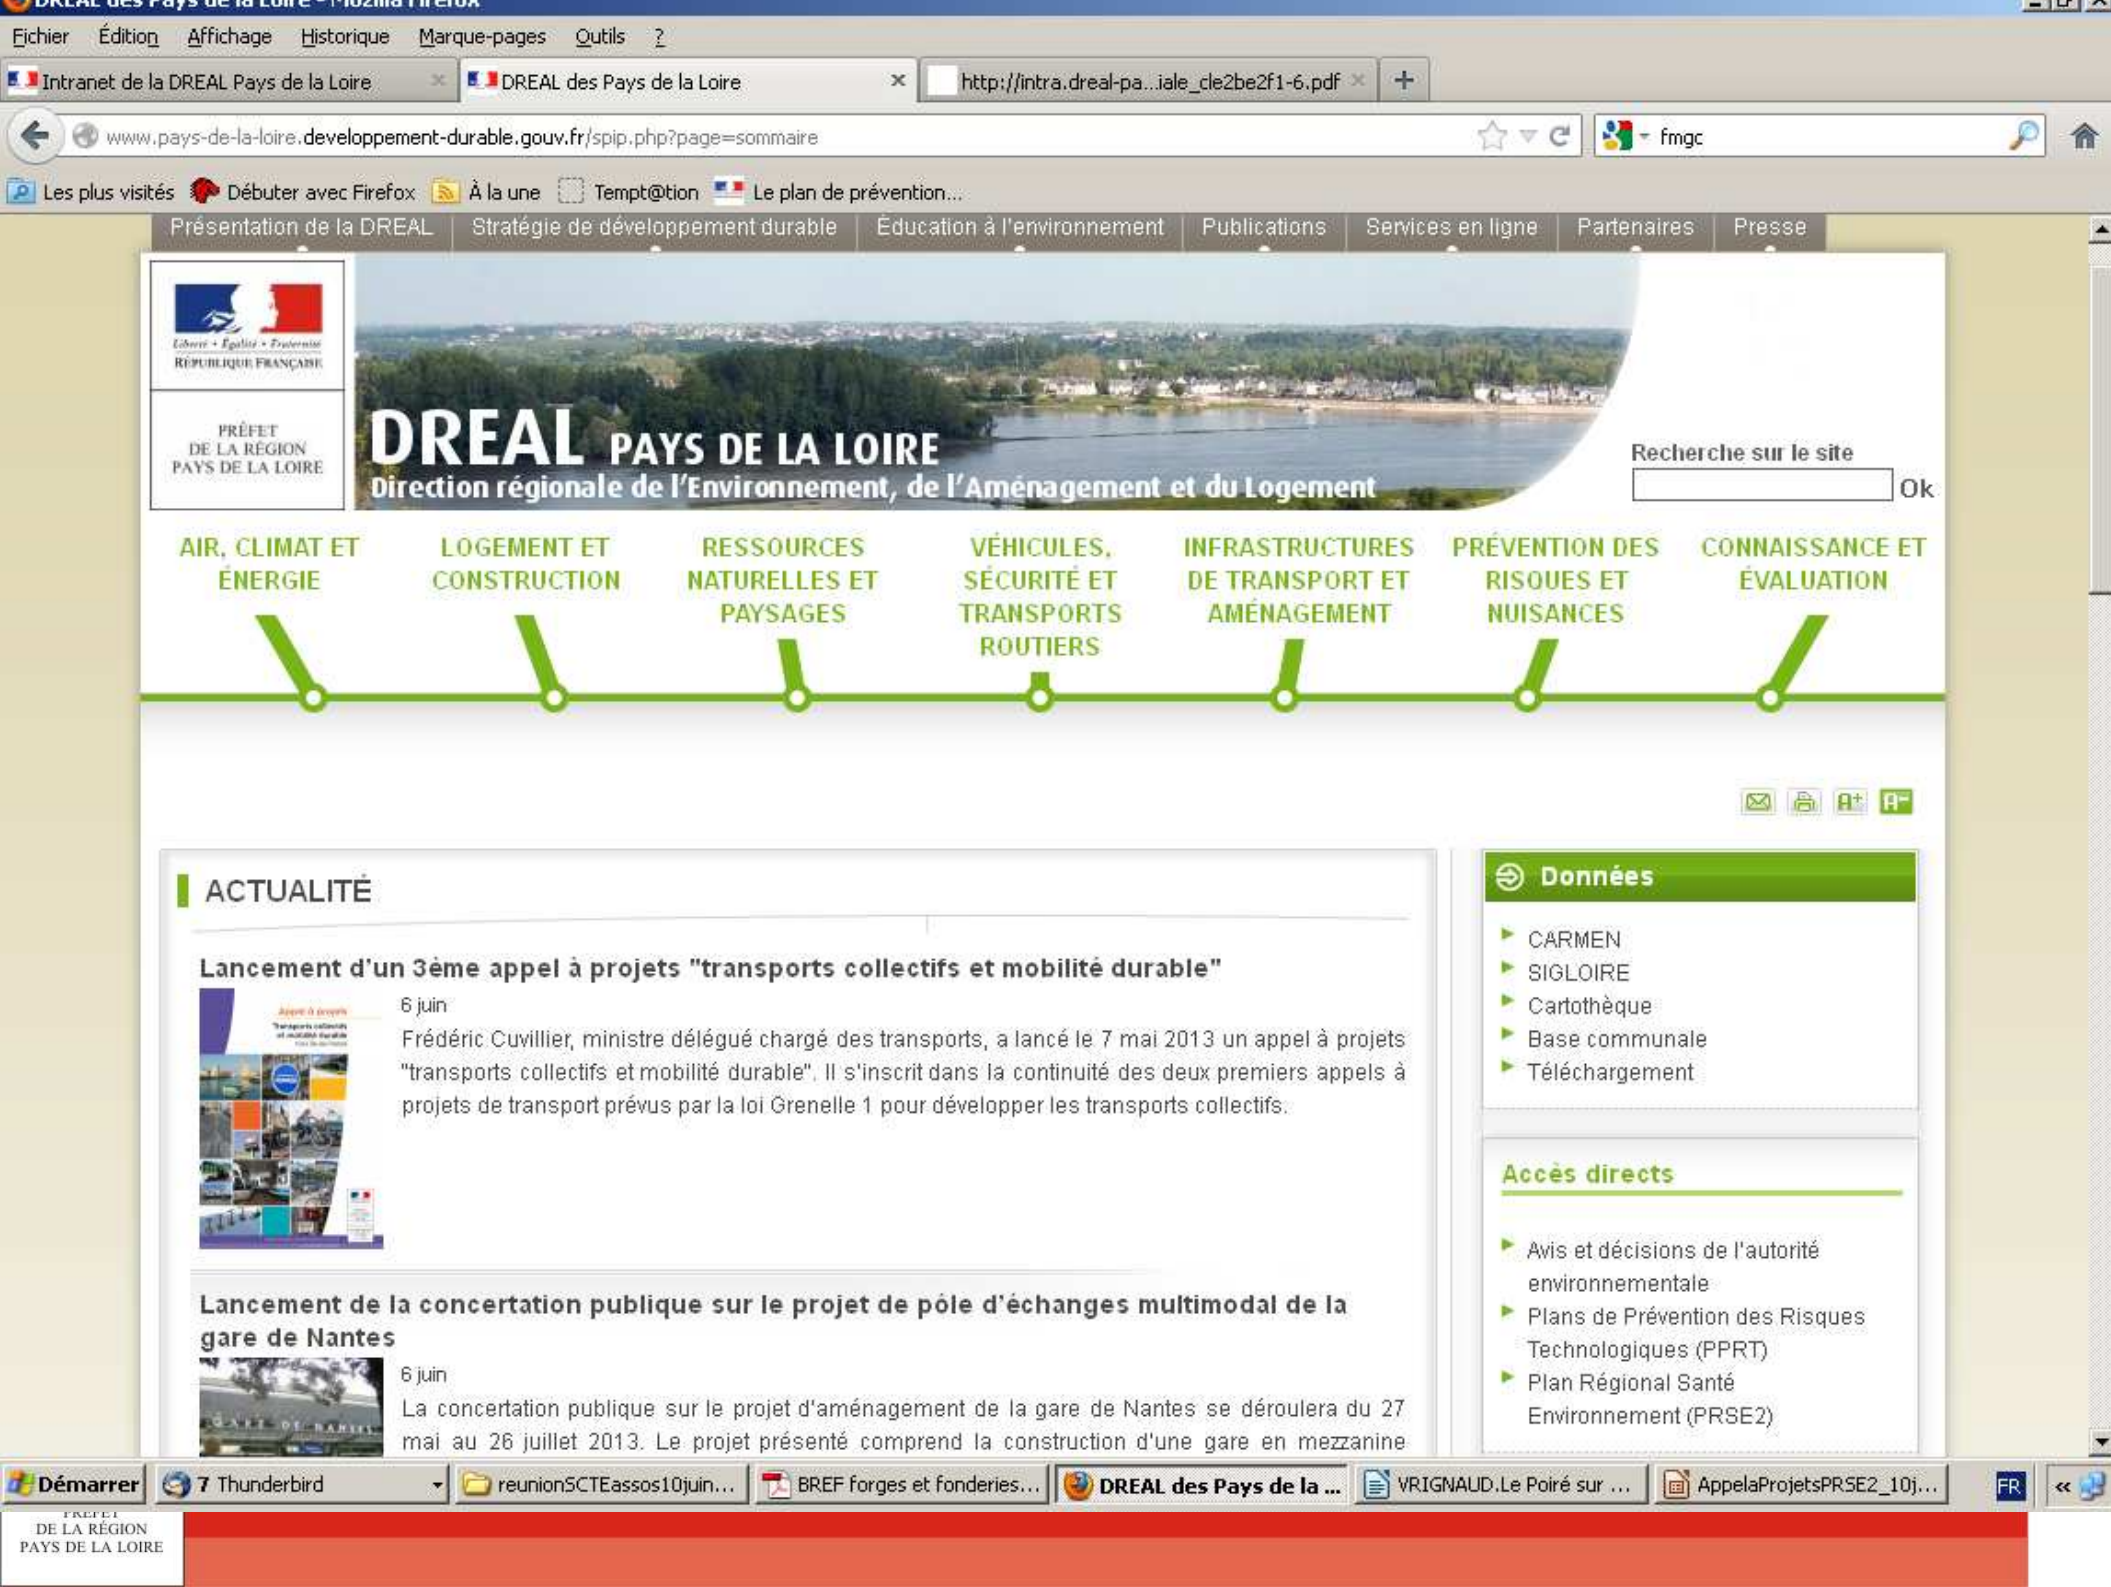 DREAL des Pays de la Loire - Mozilla Firefox
Fichier Édition Affichage Historique Marque-pages Outils ?
Intranet de la DREAL Pays de la Loire
DREAL des Pays de la Loire
http://intra.dreal-pa...iale_cle2be2f1-6.pdf
www.pays-de-la-loire.developpement-durable.gouv.fr/spip.php?page=sommaire
fmgc
Les plus visités Débuter avec Firefox À la une Tempt@tion Le plan de prévention...
Présentation de la DREAL Stratégie de développement durable Éducation à l'environnement Publications Services en ligne Partenaires Presse
Liberté • Égalité • Fraternité
RÉPUBLIQUE FRANÇAISE
PRÉFET
DE LA RÉGION
PAYS DE LA LOIRE
DREAL PAYS DE LA LOIRE
Direction régionale de l'Environnement, de l'Aménagement et du Logement
Recherche sur le site
Ok
AIR, CLIMAT ET
ÉNERGIE
LOGEMENT ET
CONSTRUCTION
RESSOURCES
NATURELLES ET
PAYSAGES
VÉHICULES,
SÉCURITÉ ET
TRANSPORTS
ROUTIERS
INFRASTRUCTURES
DE TRANSPORT ET
AMÉNAGEMENT
PRÉVENTION DES
RISQUES ET
NUISANCES
CONNAISSANCE ET
ÉVALUATION
A+ A-
ACTUALITÉ
Lancement d'un 3ème appel à projets "transports collectifs et mobilité durable"
Appel à projets
Transports collectifs
et mobilité durable
6 juin
Frédéric Cuvillier, ministre délégué chargé des transports, a lancé le 7 mai 2013 un appel à projets
"transports collectifs et mobilité durable". Il s'inscrit dans la continuité des deux premiers appels à
projets de transport prévus par la loi Grenelle 1 pour développer les transports collectifs.
Lancement de la concertation publique sur le projet de pôle d'échanges multimodal de la
gare de Nantes
GARE DE NANTES
6 juin
La concertation publique sur le projet d'aménagement de la gare de Nantes se déroulera du 27
mai au 26 juillet 2013. Le projet présenté comprend la construction d'une gare en mezzanine
Données
CARMEN
SIGLOIRE
Cartothèque
Base communale
Téléchargement
Accès directs
Avis et décisions de l'autorité
environnementale
Plans de Prévention des Risques
Technologiques (PPRT)
Plan Régional Santé
Environnement (PRSE2)
Démarrer
7 Thunderbird
reunionSCTEassos10juin...
BREF forges et fonderies...
DREAL des Pays de la ...
VRIGNAUD.Le Poiré sur ...
AppelaProjetsPRSE2_10j...
FR
«
PRÉFET
DE LA RÉGION
PAYS DE LA LOIRE